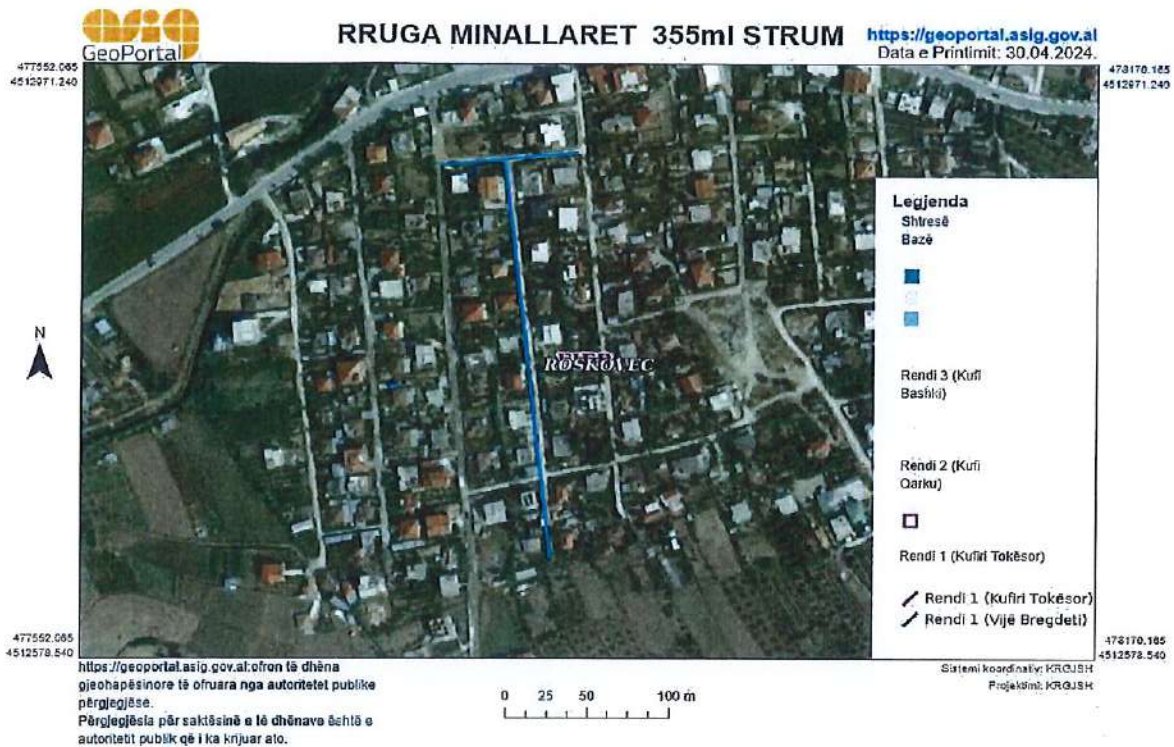 GeoPortal
RRUGA MINALLARET 355ml STRUM
https://geoportal.asig.gov.al
Data e Printimit: 30.04.2024.
477552.065
4512971.240
478170.165
4512971.240
N
ROSKOVEC
Legjenda
Shtresë
Bazë
Rendi 3 (Kufi
Bashki)
Rendi 2 (Kufi
Qarku)
Rendi 1 (Kufiri Tokësor)
Rendi 1 (Kufiri Tokësor)
Rendi 1 (Vijë Bregdeti)
477552.065
4512578.540
478170.165
4512578.540
https://geoportal.asig.gov.al:ofron të dhëna
gjeohapësinore të ofruara nga autoritetet publike
përgjegjëse.
Përgjegjësia për saktësinë e të dhënave është e
autoritetit publik që i ka krijuar ato.
0 25 50 100 m
Sistemi koordinativ: KRGJSH
Projektimi: KRGJSH